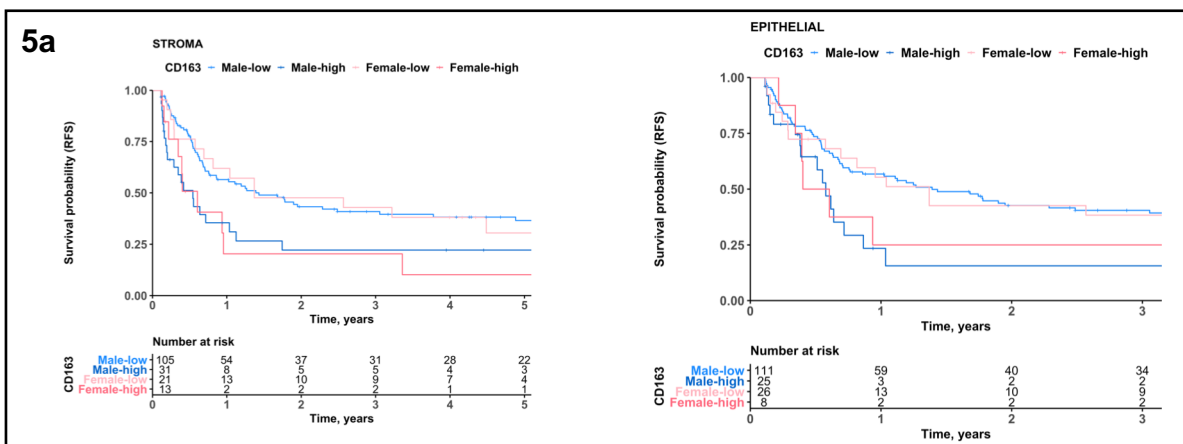 5a
STROMA
CD163 Male-low Male-high Female-low Female-high
Survival probability (RFS)
1.00
0.75
0.50
0.25
0.00
0 1 2 3 4 5
Time, years
Number at risk
CD163
Male-low 105 54 37 31 28 22
Male-high 31 8 5 5 4 3
Female-low 21 13 10 9 7 4
Female-high 13 2 2 2 1 1
0 1 2 3 4 5
Time, years
EPITHELIAL
CD163 Male-low Male-high Female-low Female-high
Survival probability (RFS)
1.00
0.75
0.50
0.25
0.00
0 1 2 3
Time, years
Number at risk
CD163
Male-low 111 59 40 34
Male-high 25 3 2 2
Female-low 26 13 10 9
Female-high 8 2 2 2
0 1 2 3
Time, years